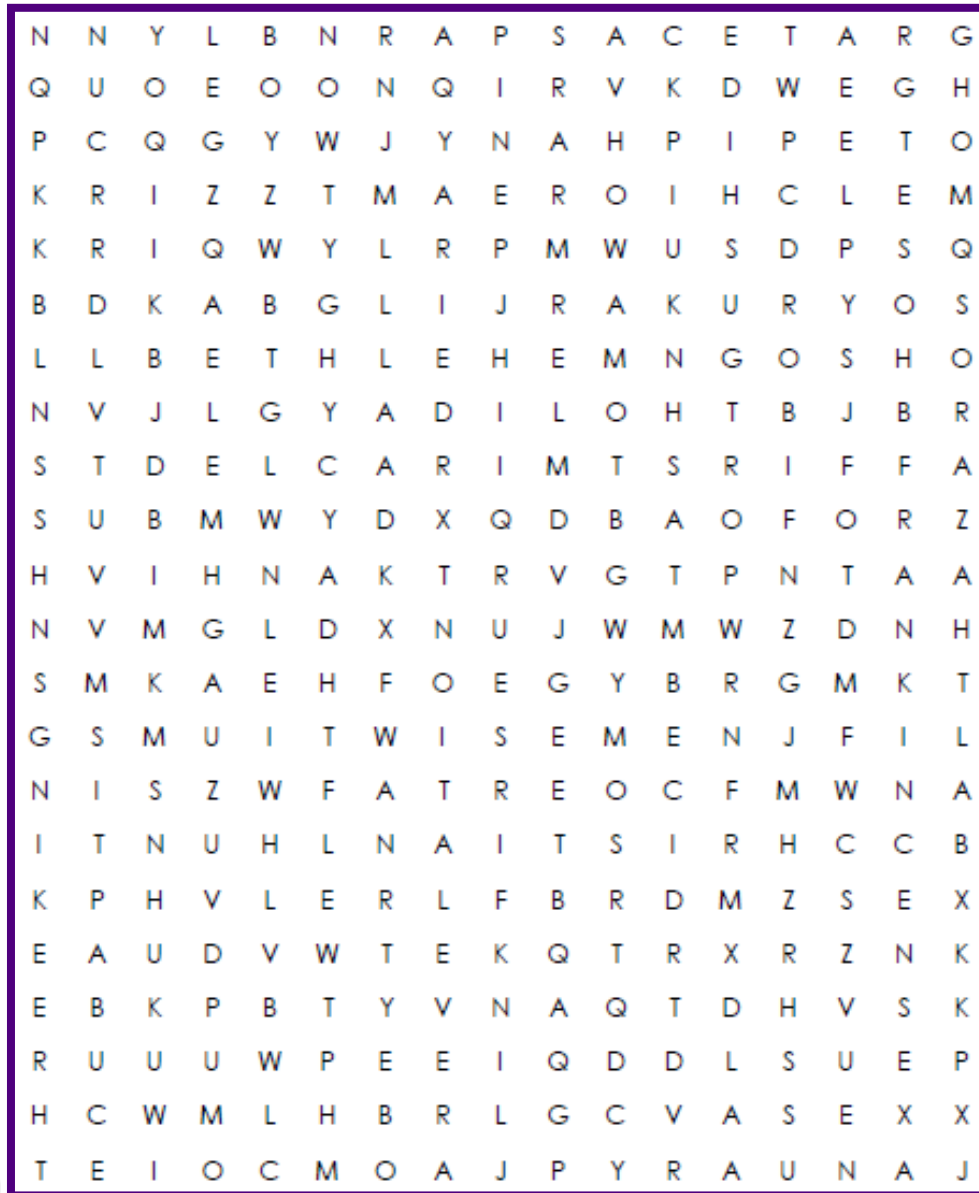 N N Y L B N R A P S A C E T A R G
Q U O E O O N Q I R V K D W E G H
P C Q G Y W J Y N A H P I P E T O
K R I Z Z T M A E R O I H C L E M
K R I Q W Y L R P M W U S D P S Q
B D K A B G L I J R A K U R Y O S
L L B E T H L E H E M N G O S H O
N V J L G Y A D I L O H T B J B R
S T D E L C A R I M T S R I F F A
S U B M W Y D X Q D B A O F O R Z
H V I H N A K T R V G T P N T A A
N V M G L D X N U J W M W Z D N H
S M K A E H F O E G Y B R G M K T
G S M U I T W I S E M E N J F I L
N I S Z W F A T R E O C F M W N A
I T N U H L N A I T S I R H C C B
K P H V L E R L F B R D M Z S E X
E A U D V W T E K Q T R X R Z N K
E B K P B T Y V N A Q T D H V S K
R U U U W P E E I Q D D L S U E P
H C W M L H B R L G C V A S E X X
T E I O C M O A J P Y R A U N A J